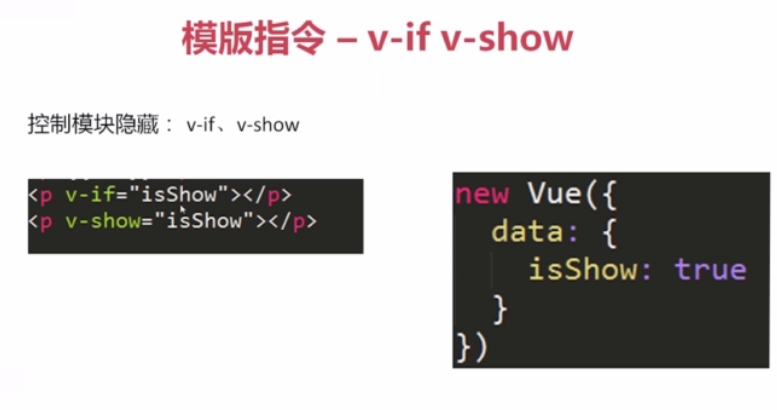 模版指令 – v-if v-show
控制模块隐藏： v-if、v-show
<p v-if="isShow"></p>
<p v-show="isShow"></p>
new Vue({
data: {
isShow: true
}
})